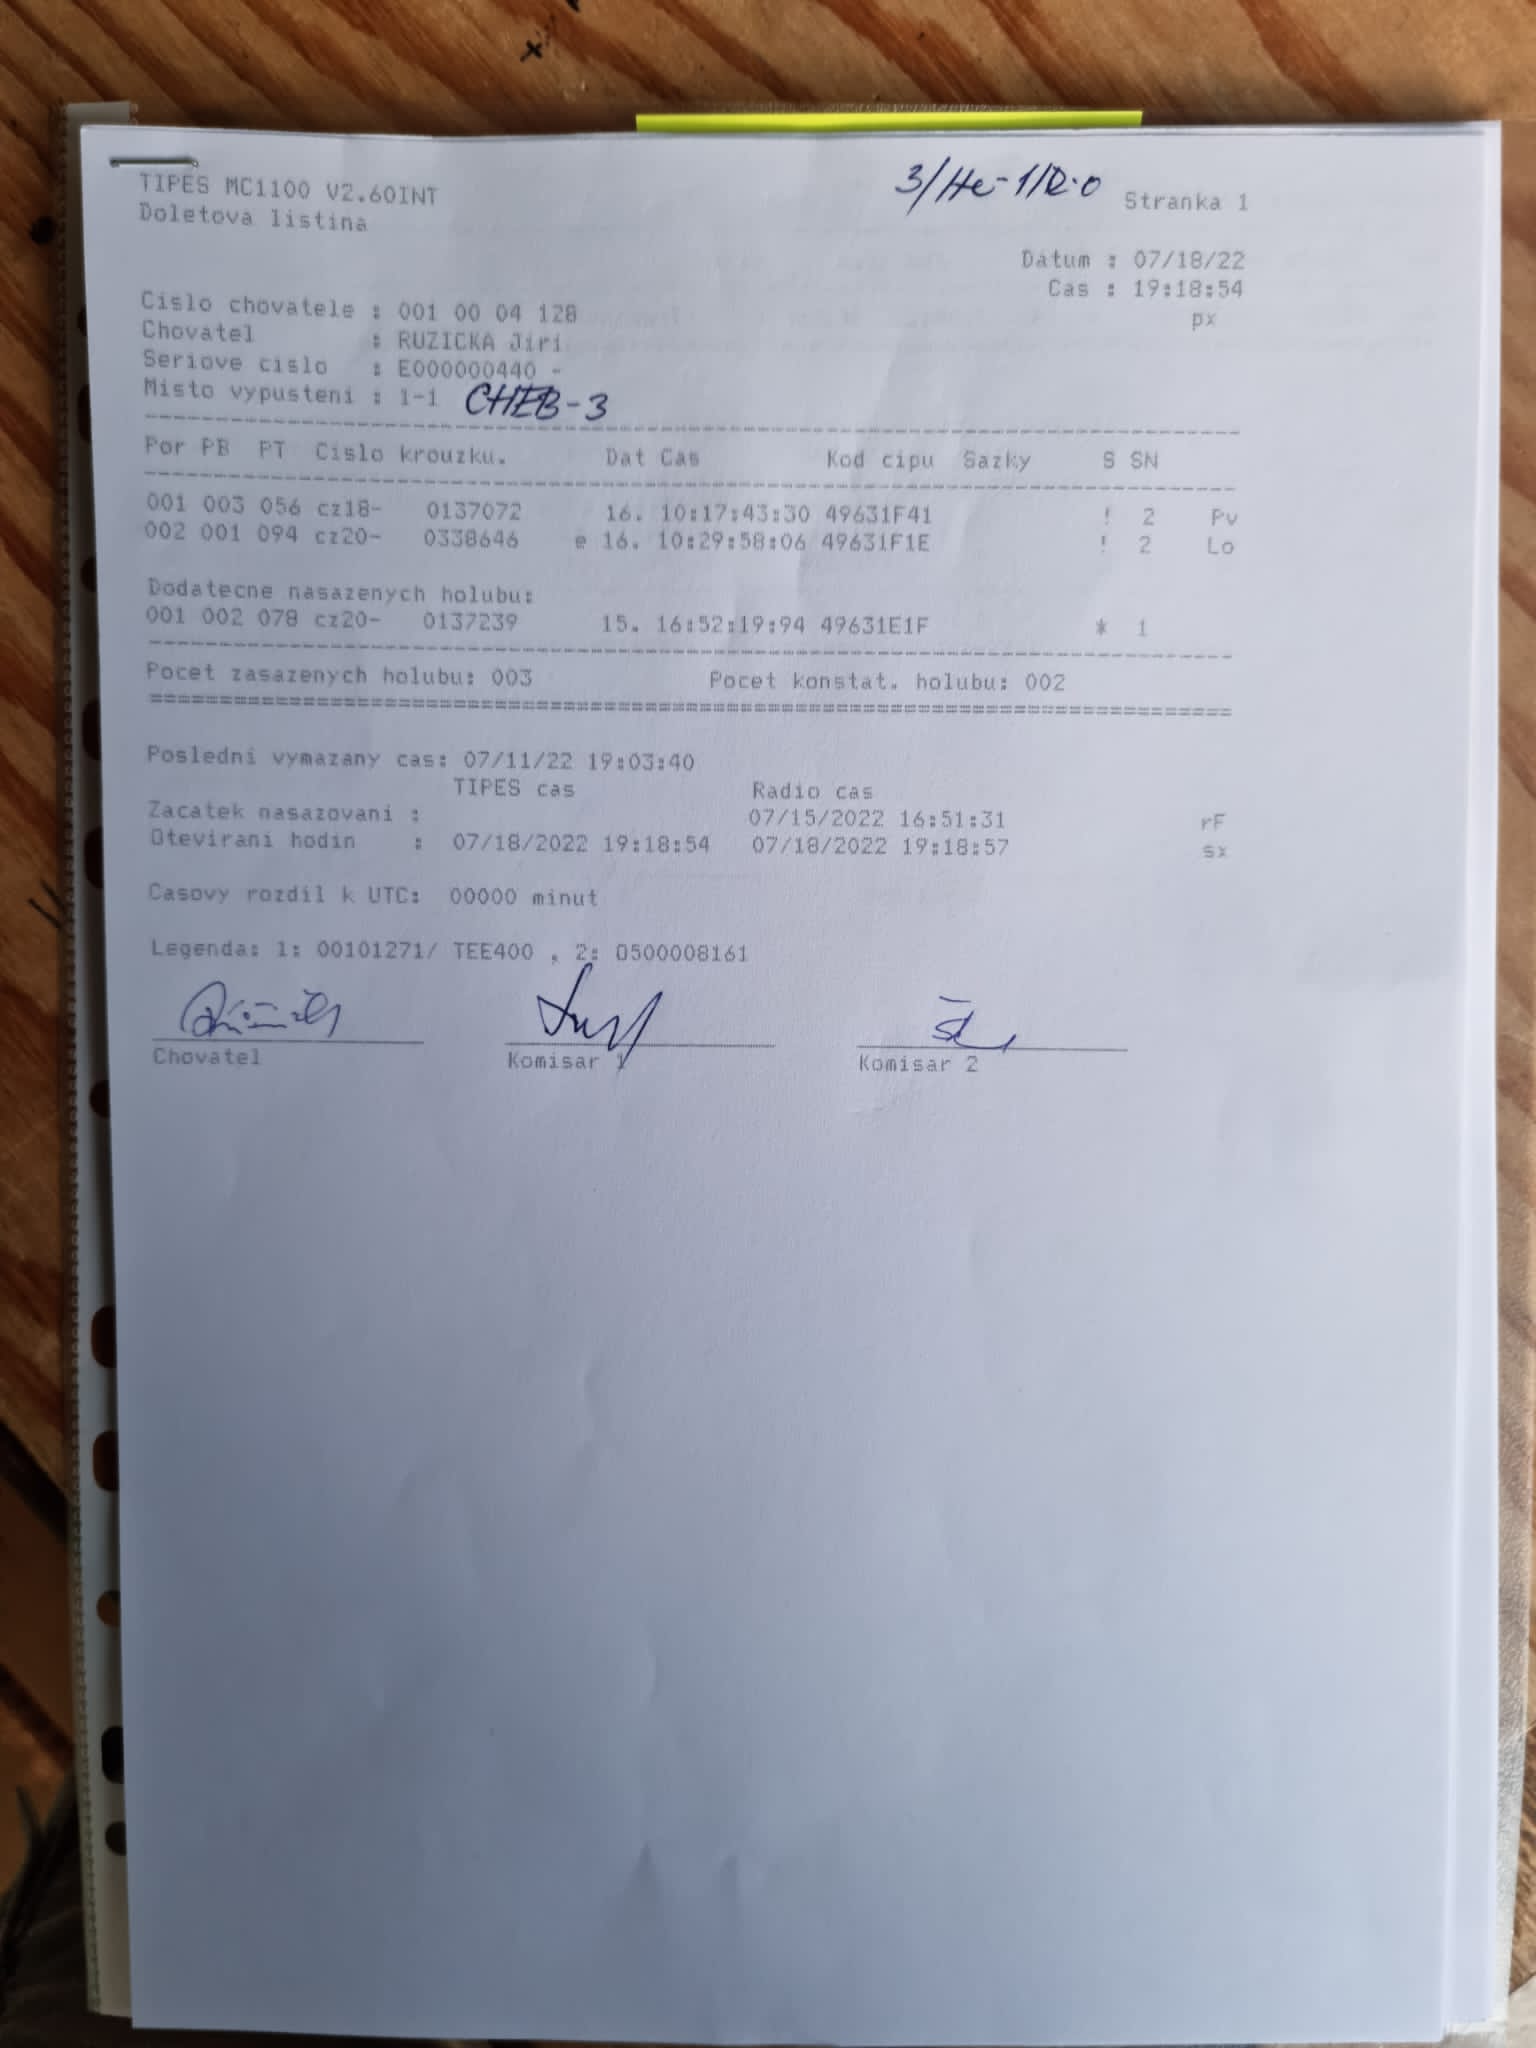 3/He-1/R-0
TIPES MC1100 V2.60INT Stranka 1
Doletova listina
Datum : 07/18/22
Cas : 19:18:54
px
Cislo chovatele : 001 00 04 128
Chovatel : RUZICKA Jiri
Seriove cislo : E000000440 -
Misto vypusteni : 1-1 CHEB-3
Por PB PT Cislo krouzku. Dat Cas Kod cipu Sazky S SN
001 003 056 cz18- 0137072 16. 10:17:43:30 49631F41 ! 2 Pv
002 001 094 cz20- 0338646 e 16. 10:29:58:06 49631F1E ! 2 Lo
Dodatecne nasazenych holubu:
001 002 078 cz20- 0137239 15. 16:52:19:94 49631E1F * 1
Pocet zasazenych holubu: 003 Pocet konstat. holubu: 002
Posledni vymazany cas: 07/11/22 19:03:40
TIPES cas Radio cas
Zacatek nasazovani : 07/15/2022 16:51:31 rF
Otevirani hodin : 07/18/2022 19:18:54 07/18/2022 19:18:57 sx
Casovy rozdil k UTC: 00000 minut
Legenda: 1: 00101271/ TEE400 , 2: 0500008161
Chovatel Komisar 1 Komisar 2